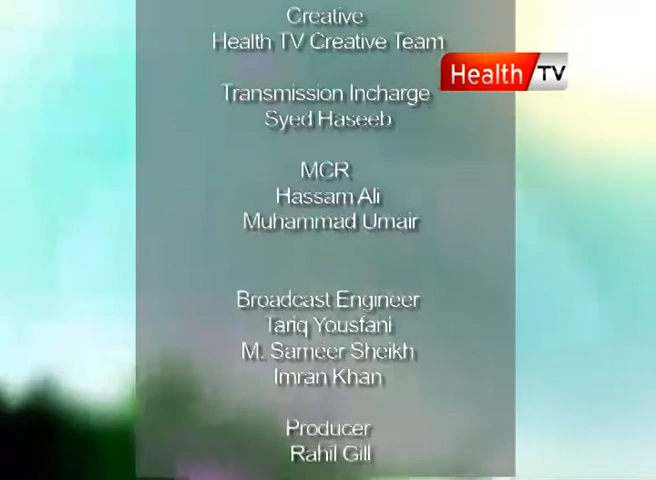 Creative
Health TV Creative Team
Health TV
Transmission Incharge
Syed Haseeb
MCR
Hassam Ali
Muhammad Umair
Broadcast Engineer
Tariq Yousfani
M. Sameer Sheikh
Imran Khan
Producer
Rahil Gill